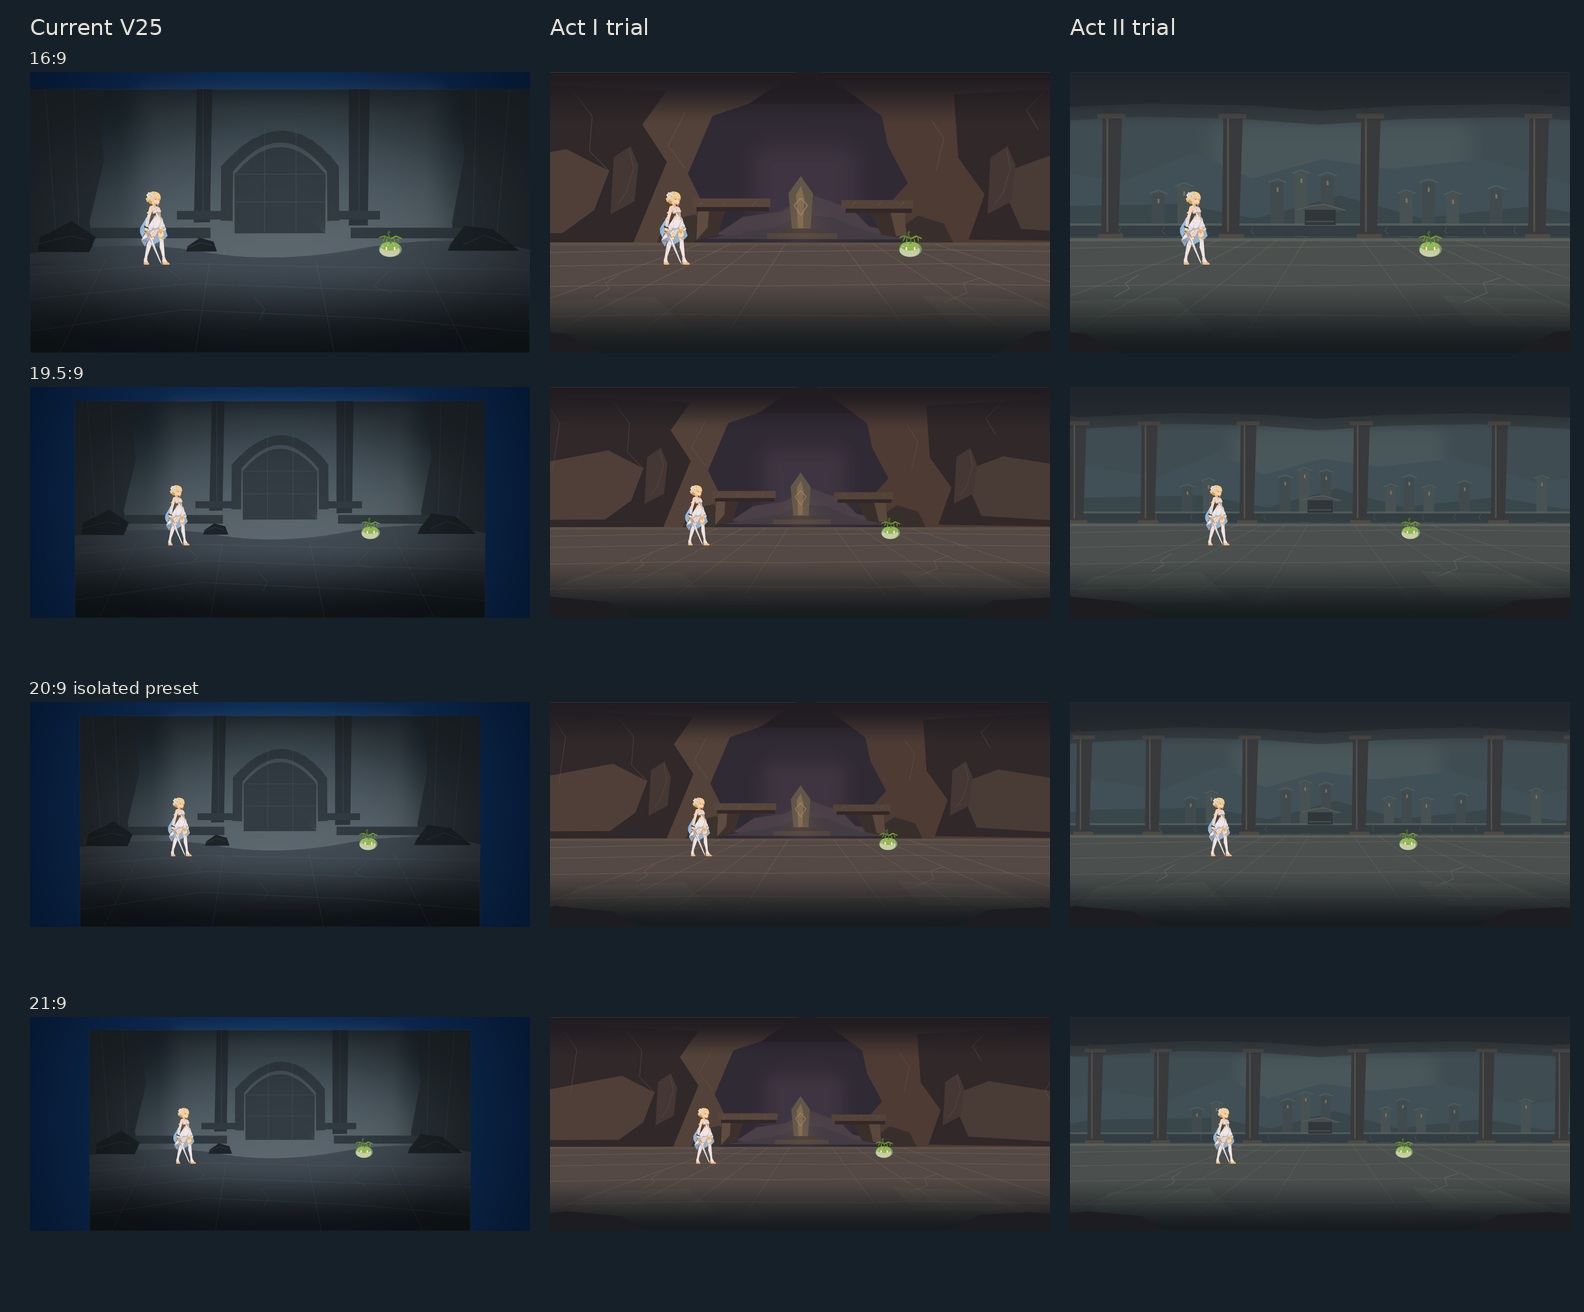 Current V25
Act I trial
Act II trial
16:9
19.5:9
20:9 isolated preset
21:9